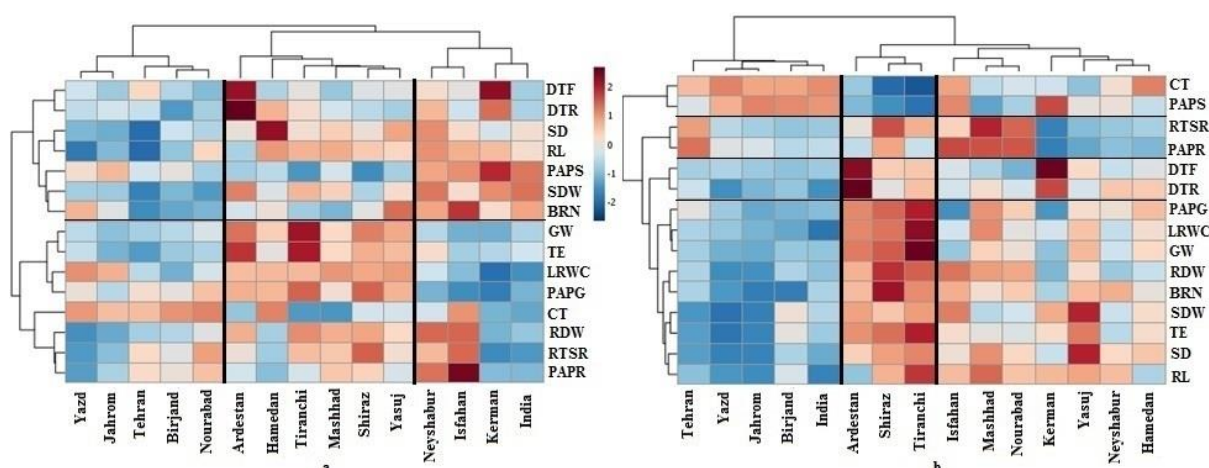 DTF
DTR
SD
RL
PAPS
SDW
BRN
GW
TE
LRWC
PAPG
CT
RDW
RTSR
PAPR
2
1
0
-1
-2
Yazd
Jahrom
Tehran
Birjand
Nourabad
Ardestan
Hamedan
Tiranchi
Mashhad
Shiraz
Yasuj
Neyshabur
Isfahan
Kerman
India
a
CT
PAPS
RTSR
PAPR
DTF
DTR
PAPG
LRWC
GW
RDW
BRN
SDW
TE
SD
RL
Tehran
Yazd
Jahrom
Birjand
India
Ardestan
Shiraz
Tiranchi
Isfahan
Mashhad
Nourabad
Kerman
Yasuj
Neyshabur
Hamedan
b